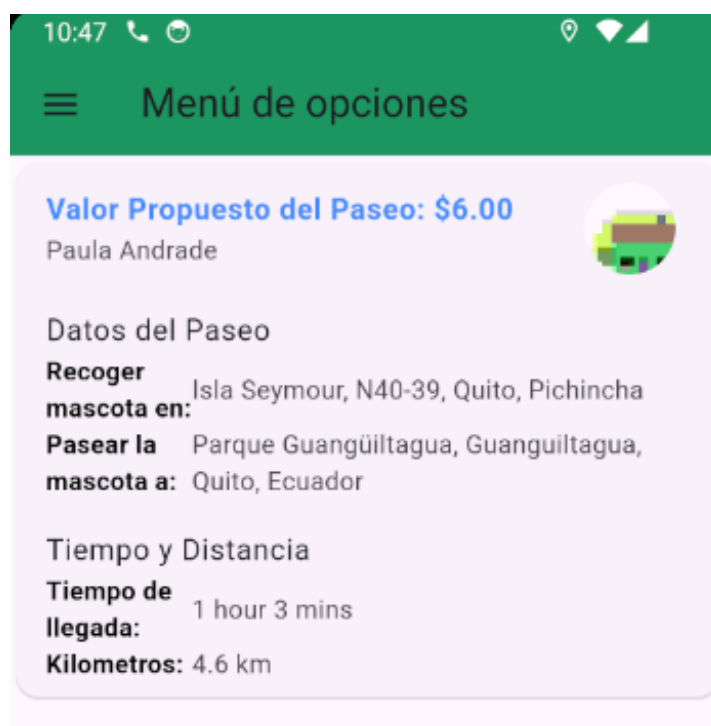 10:47
Menú de opciones
Valor Propuesto del Paseo: $6.00
Paula Andrade
Datos del Paseo
Recoger mascota en: Isla Seymour, N40-39, Quito, Pichincha
Pasear la mascota a: Parque Guangüiltagua, Guanguiltagua, Quito, Ecuador
Tiempo y Distancia
Tiempo de llegada: 1 hour 3 mins
Kilometros: 4.6 km